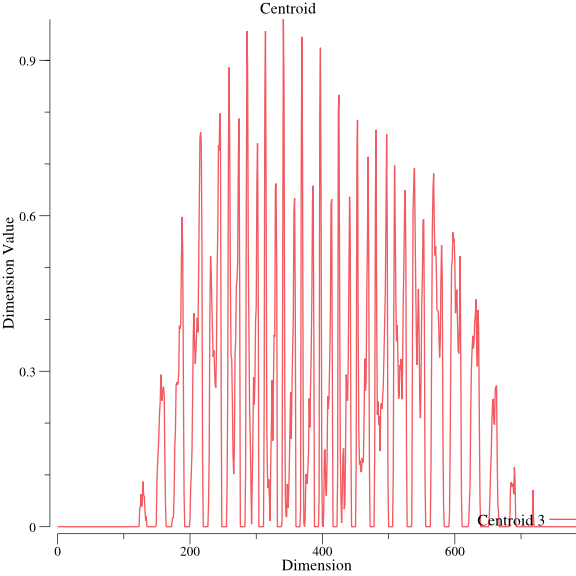 Centroid
0.9
0.6
0.3
0
Dimension Value
Centroid 3
0 200 400 600
Dimension